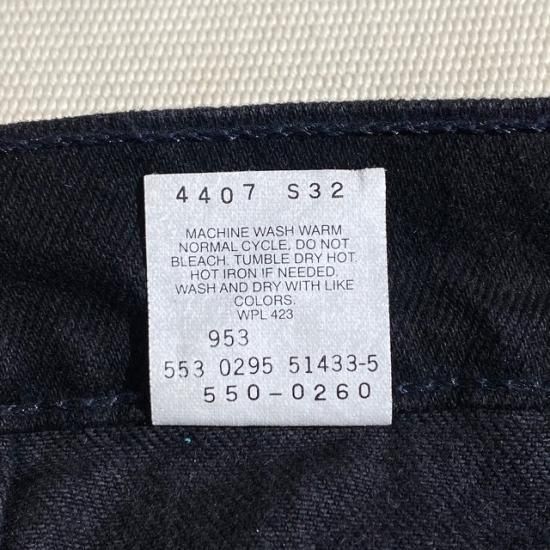 4407 S32
MACHINE WASH WARM
NORMAL CYCLE. DO NOT
BLEACH. TUMBLE DRY HOT.
HOT IRON IF NEEDED.
WASH AND DRY WITH LIKE
COLORS.
WPL 423
953
553 0295 51433-5
550-0260